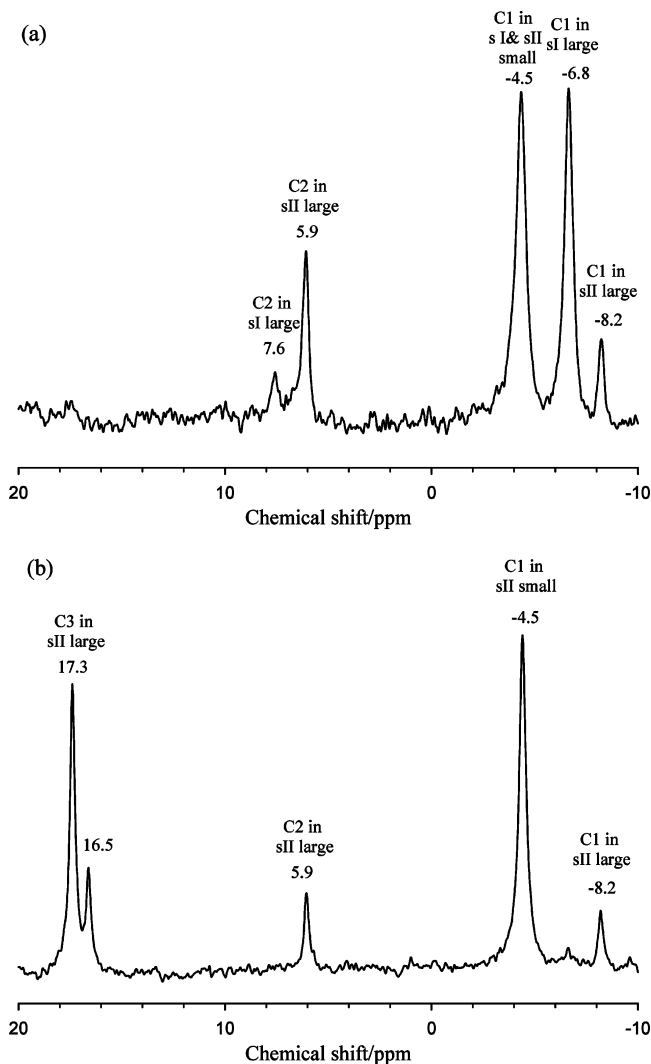 (a)
C1 in
s I& sII
small
-4.5
C1 in
sI large
-6.8
C2 in
sII large
5.9
C2 in
sI large
7.6
C1 in
sII large
-8.2
20
10
0
-10
Chemical shift/ppm
(b)
C1 in
sII small
-4.5
C3 in
sII large
17.3
16.5
C2 in
sII large
5.9
C1 in
sII large
-8.2
20
10
0
-10
Chemical shift/ppm